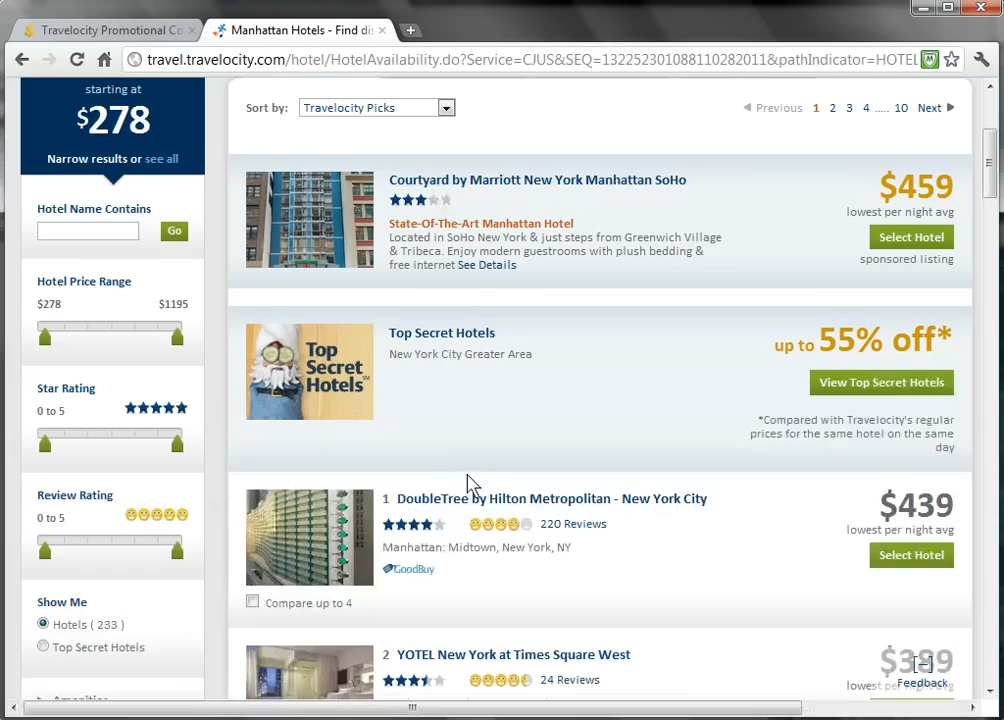 Travelocity Promotional Co
Manhattan Hotels - Find dis
travel.travelocity.com/hotel/HotelAvailability.do?Service=CJUS&SEQ=132252301088110282011&pathIndicator=HOTEL
starting at
$278
Narrow results or see all
Hotel Name Contains
Go
Hotel Price Range
$278 $1195
Star Rating
0 to 5
Review Rating
0 to 5
Show Me
Hotels ( 233 )
Top Secret Hotels
Sort by: Travelocity Picks
Previous 1 2 3 4 ..... 10 Next
Courtyard by Marriott New York Manhattan SoHo
State-Of-The-Art Manhattan Hotel
Located in SoHo New York & just steps from Greenwich Village
& Tribeca. Enjoy modern guestrooms with plush bedding &
free internet See Details
$459
lowest per night avg
Select Hotel
sponsored listing
Top
Secret
Hotels
Top Secret Hotels
New York City Greater Area
up to 55% off*
View Top Secret Hotels
*Compared with Travelocity's regular
prices for the same hotel on the same
day
1 DoubleTree by Hilton Metropolitan - New York City
220 Reviews
Manhattan: Midtown, New York, NY
GoodBuy
Compare up to 4
$439
lowest per night avg
Select Hotel
2 YOTEL New York at Times Square West
24 Reviews
$389
lowest per night avg
[-]
Feedback